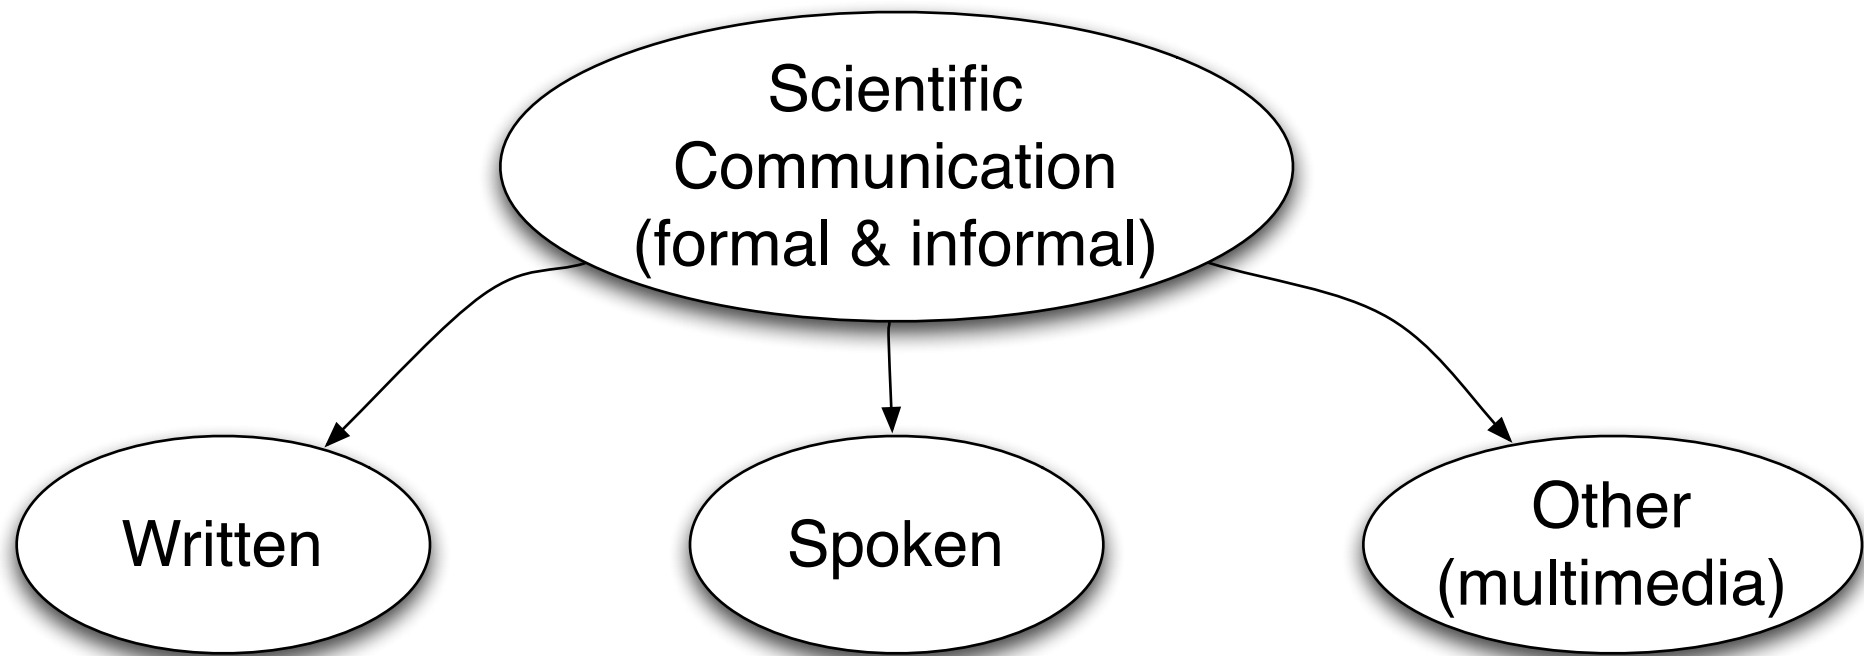 Scientific
Communication
(formal & informal)
Written
Spoken
Other
(multimedia)